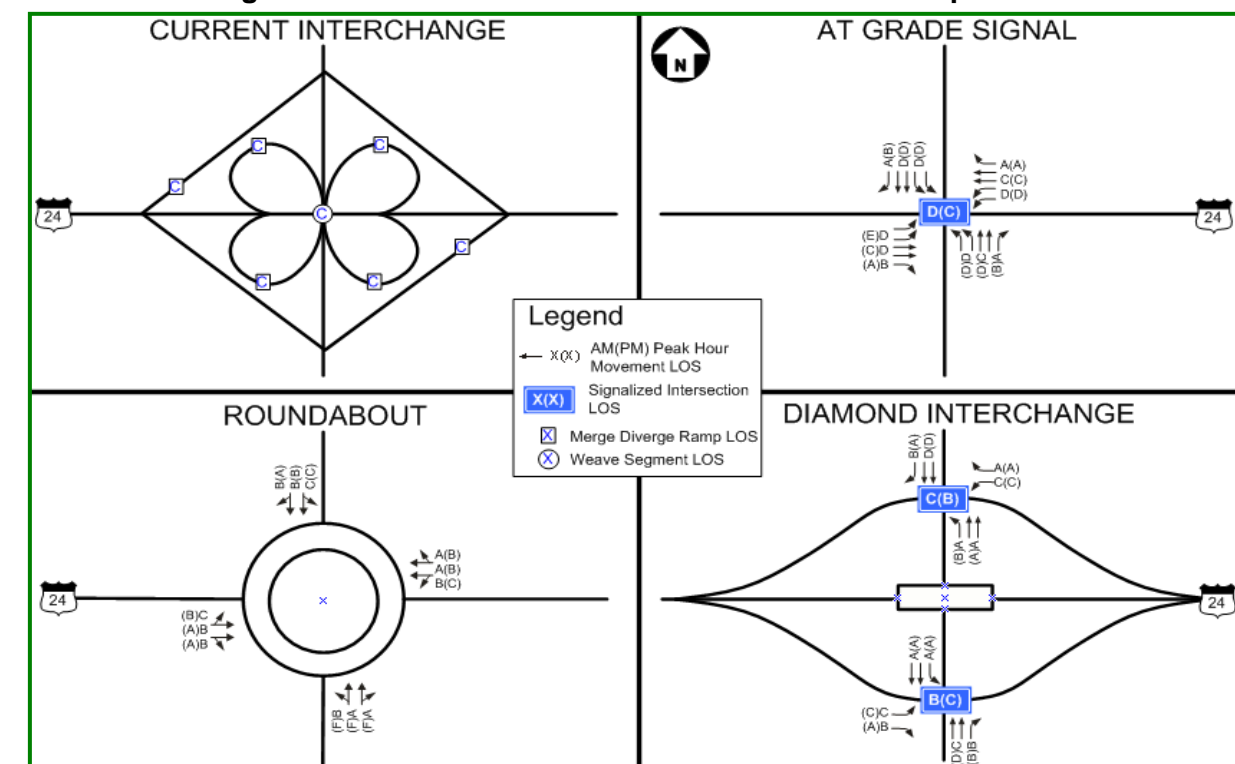 CURRENT INTERCHANGE
C
C
C
C
C
C
C
24
AT GRADE SIGNAL
N
A(B)
D(D)
D(D)
A(A)
C(C)
D(D)
D(C)
24
(E)D
(C)D
(A)B
(D)D
(D)C
(B)A
Legend
X(X)
AM(PM) Peak Hour
Movement LOS
X(X)
Signalized Intersection
LOS
X
Merge Diverge Ramp LOS
X
Weave Segment LOS
ROUNDABOUT
B(A)
B(B)
C(C)
A(B)
A(B)
B(C)
24
(B)C
(A)B
(A)B
(F)B
(F)A
(F)A
DIAMOND INTERCHANGE
B(A)
D(D)
A(A)
C(C)
C(B)
(B)A
(A)A
24
A(A)
A(A)
B(C)
(C)C
(A)B
(D)C
(B)B